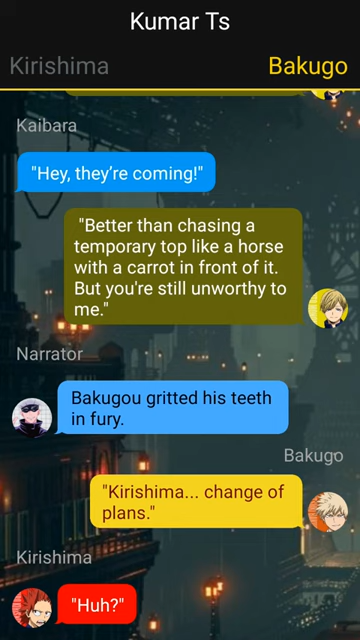 Kumar Ts
Kirishima
Bakugo
Kaibara
"Hey, they're coming!"
"Better than chasing a
temporary top like a horse
with a carrot in front of it.
But you're still unworthy to
me."
Narrator
Bakugou gritted his teeth
in fury.
Bakugo
"Kirishima... change of
plans."
Kirishima
"Huh?"